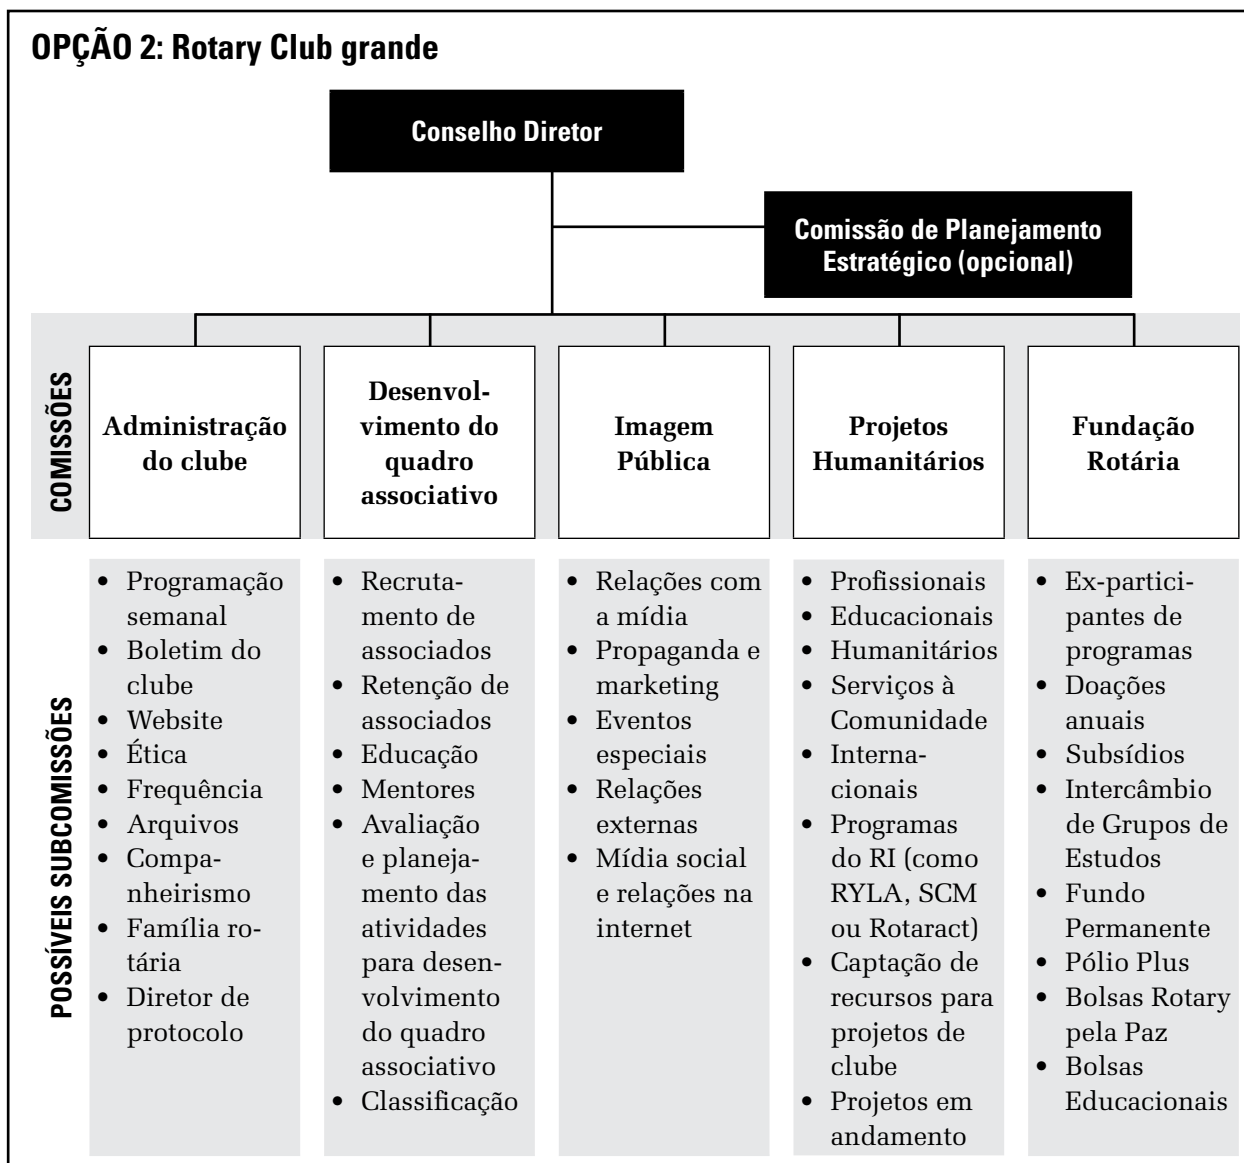 OPÇÃO 2: Rotary Club grande
Conselho Diretor
Comissão de Planejamento
Estratégico (opcional)
COMISSÕES
Administração
do clube
Desenvol-
vimento do
quadro
associativo
Imagem
Pública
Projetos
Humanitários
Fundação
Rotária
POSSÍVEIS SUBCOMISSÕES
• Programação
semanal
• Boletim do
clube
• Website
• Ética
• Frequência
• Arquivos
• Compa-
nheirismo
• Família ro-
tária
• Diretor de
protocolo
• Recruta-
mento de
associados
• Retenção de
associados
• Educação
• Mentores
• Avaliação
e planeja-
mento das
atividades
para desen-
volvimento
do quadro
associativo
• Classificação
• Relações com
a mídia
• Propaganda e
marketing
• Eventos
especiais
• Relações
externas
• Mídia social
e relações na
internet
• Profissionais
• Educacionais
• Humanitários
• Serviços à
Comunidade
• Interna-
cionais
• Programas
do RI (como
RYLA, SCM
ou Rotaract)
• Captação de
recursos para
projetos de
clube
• Projetos em
andamento
• Ex-partici-
pantes de
programas
• Doações
anuais
• Subsídios
• Intercâmbio
de Grupos de
Estudos
• Fundo
Permanente
• Pólio Plus
• Bolsas Rotary
pela Paz
• Bolsas
Educacionais